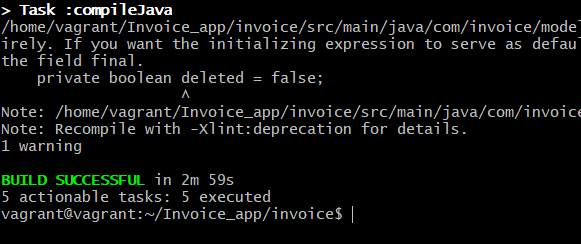 > Task :compileJava
/home/vagrant/Invoice_app/invoice/src/main/java/com/invoice/model
irely. If you want the initializing expression to serve as defau
the field final.
    private boolean deleted = false;
                    ^
Note: /home/vagrant/Invoice_app/invoice/src/main/java/com/invoice
Note: Recompile with -Xlint:deprecation for details.
1 warning

BUILD SUCCESSFUL in 2m 59s
5 actionable tasks: 5 executed
vagrant@vagrant:~/Invoice_app/invoice$